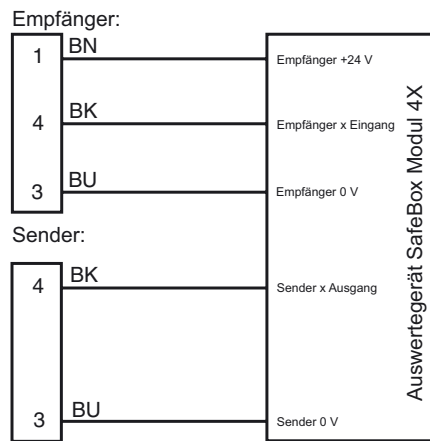 Empfänger:
1 BN Empfänger +24 V
4 BK Empfänger x Eingang
3 BU Empfänger 0 V
Sender:
4 BK Sender x Ausgang
3 BU Sender 0 V
Auswertegerät SafeBox Modul 4X